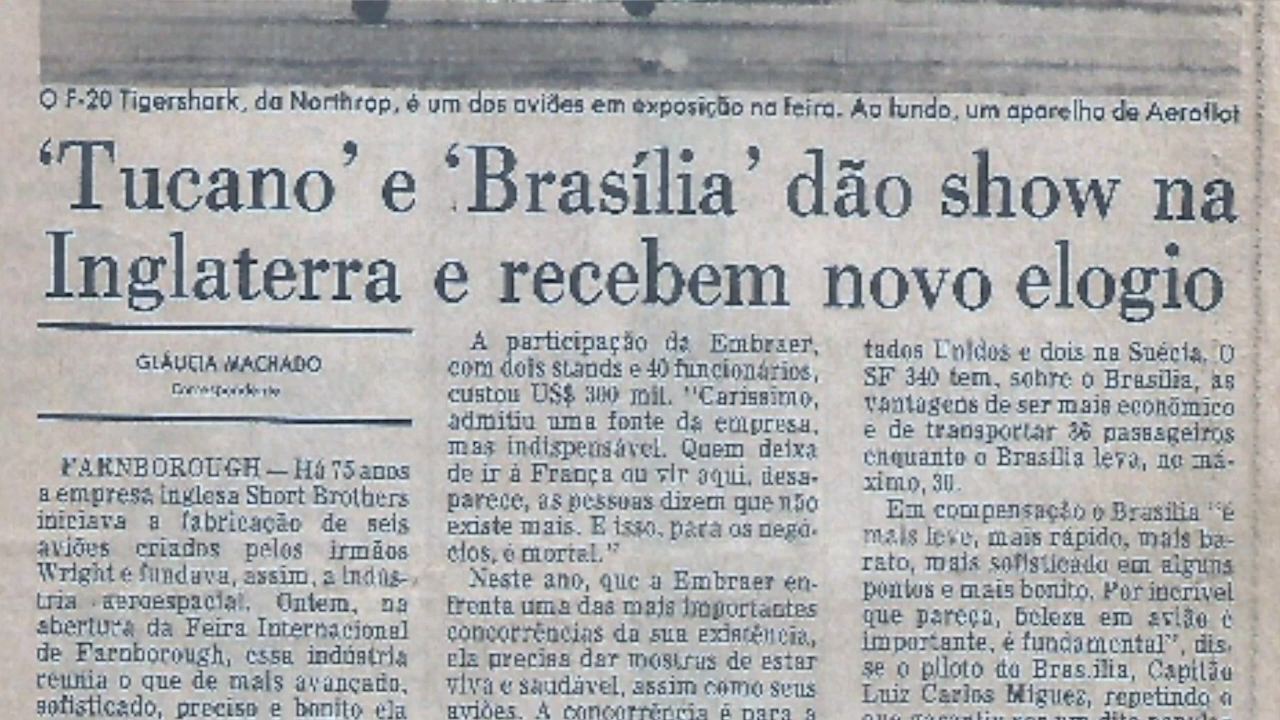 O F-20 Tigershark, da Northrop, é um dos aviões em exposição na feira. Ao fundo, um aparelho de Aeroflot
'Tucano' e 'Brasília' dão show na
Inglaterra e recebem novo elogio
GLÁUCIA MACHADO
Correspondente
FARNBOROUGH — Há 75 anos
a empresa inglesa Short Brothers
iniciava a fabricação de seis
aviões criados pelos irmãos
Wright e fundava, assim, a indús-
tria aeroespacial. Ontem, na
abertura da Feira Internacional
de Farnborough, essa indústria
reunia o que de mais avançado,
sofisticado, preciso e bonito ela
A participação da Embraer,
com dois stands e 40 funcionários,
custou US$ 300 mil. "Caríssimo,
admitiu uma fonte da empresa,
mas indispensável. Quem deixa
de ir à França ou vir aqui, desa-
parece, as pessoas dizem que não
existe mais. E isso, para os negó-
cios, é mortal."
Neste ano, que a Embraer en-
frenta uma das mais importantes
concorrências da sua existência,
ela precisa dar mostras de estar
viva e saudável, assim como seus
aviões. A concorrência é para a
tados Unidos e dois na Suécia. O
SF 340 tem, sobre o Brasília, as
vantagens de ser mais econômico
e de transportar 36 passageiros
enquanto o Brasília leva, no má-
ximo, 30.
Em compensação o Brasília "é
mais leve, mais rápido, mais ba-
rato, mais sofisticado em alguns
pontos e mais bonito. Por incrível
que pareça, beleza em avião é
importante, é fundamental", dis-
se o piloto do Brasília, Capitão
Luiz Carlos Miguez, repetindo o
que garantiu ser um dito